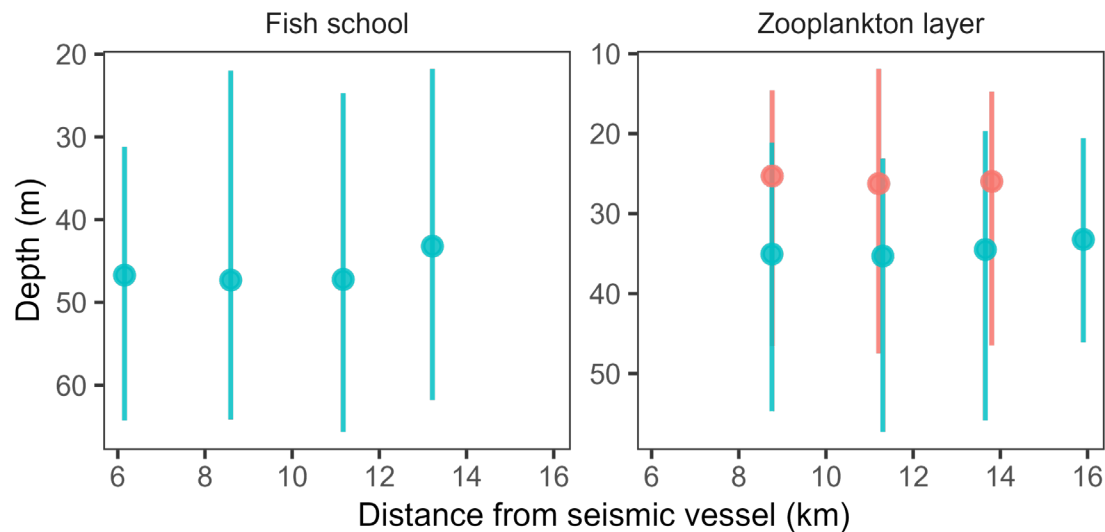 Fish school
Zooplankton layer
20
30
40
50
60
10
20
30
40
50
Depth (m)
6 8 10 12 14 16
6 8 10 12 14 16
Distance from seismic vessel (km)